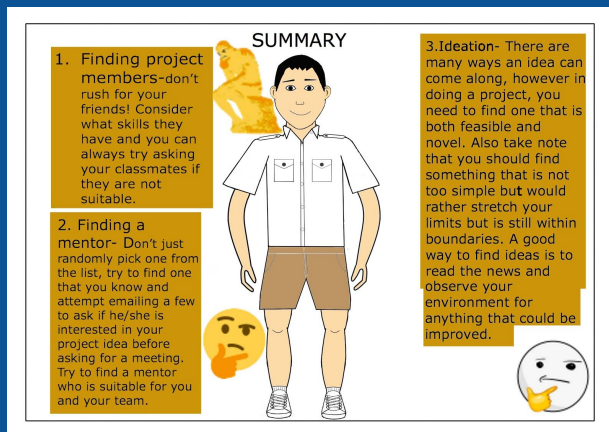 SUMMARY
1. Finding project
members-don't
rush for your
friends! Consider
what skills they
have and you can
always try asking
your classmates if
they are not
suitable.
2. Finding a
mentor- Don't just
randomly pick one from
the list, try to find one
that you know and
attempt emailing a few
to ask if he/she is
interested in your
project idea before
asking for a meeting.
Try to find a mentor
who is suitable for you
and your team.
3.Ideation- There are
many ways an idea can
come along, however in
doing a project, you
need to find one that is
both feasible and
novel. Also take note
that you should find
something that is not
too simple but would
rather stretch your
limits but is still within
boundaries. A good
way to find ideas is to
read the news and
observe your
environment for
anything that could be
improved.